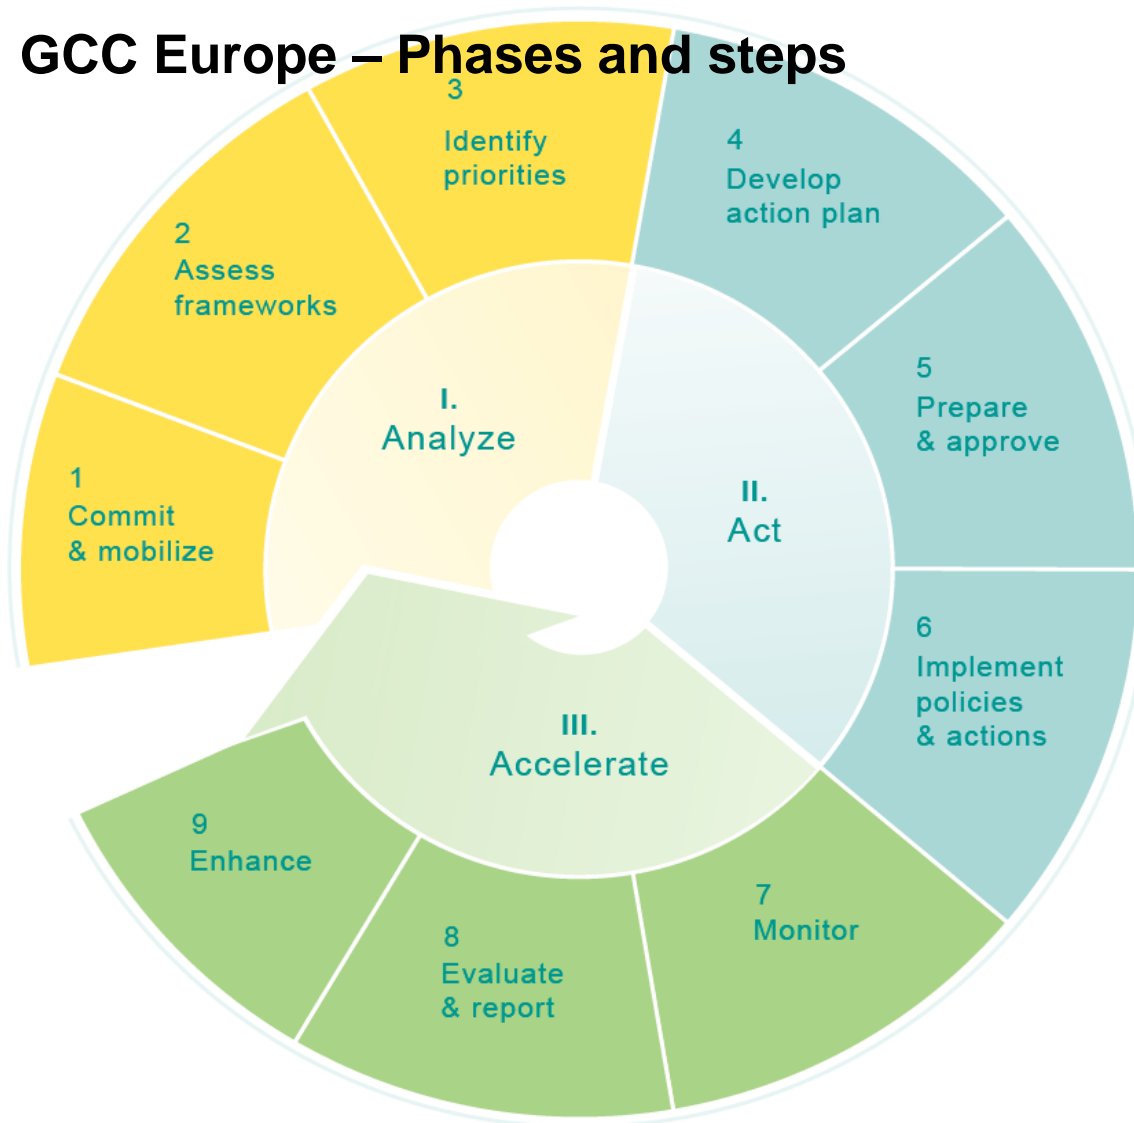 GCC Europe – Phases and steps
1
Commit
& mobilize
2
Assess
frameworks
3
Identify
priorities
I.
Analyze
4
Develop
action plan
5
Prepare
& approve
6
Implement
policies
& actions
II.
Act
7
Monitor
8
Evaluate
& report
9
Enhance
III.
Accelerate